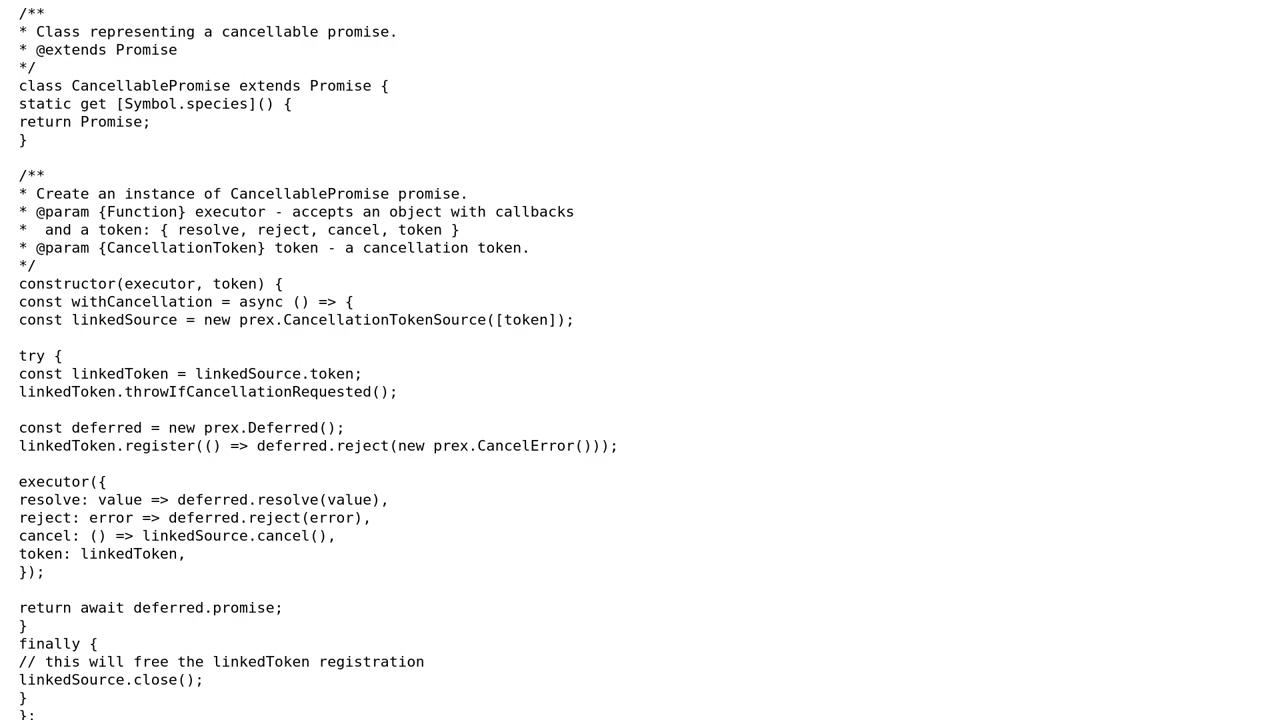 /**
* Class representing a cancellable promise.
* @extends Promise
*/
class CancellablePromise extends Promise {
static get [Symbol.species]() {
return Promise;
}

/**
* Create an instance of CancellablePromise promise.
* @param {Function} executor - accepts an object with callbacks
*  and a token: { resolve, reject, cancel, token }
* @param {CancellationToken} token - a cancellation token.
*/
constructor(executor, token) {
const withCancellation = async () => {
const linkedSource = new prex.CancellationTokenSource([token]);

try {
const linkedToken = linkedSource.token;
linkedToken.throwIfCancellationRequested();

const deferred = new prex.Deferred();
linkedToken.register(() => deferred.reject(new prex.CancelError()));

executor({
resolve: value => deferred.resolve(value),
reject: error => deferred.reject(error),
cancel: () => linkedSource.cancel(),
token: linkedToken,
});

return await deferred.promise;
}
finally {
// this will free the linkedToken registration
linkedSource.close();
}
};